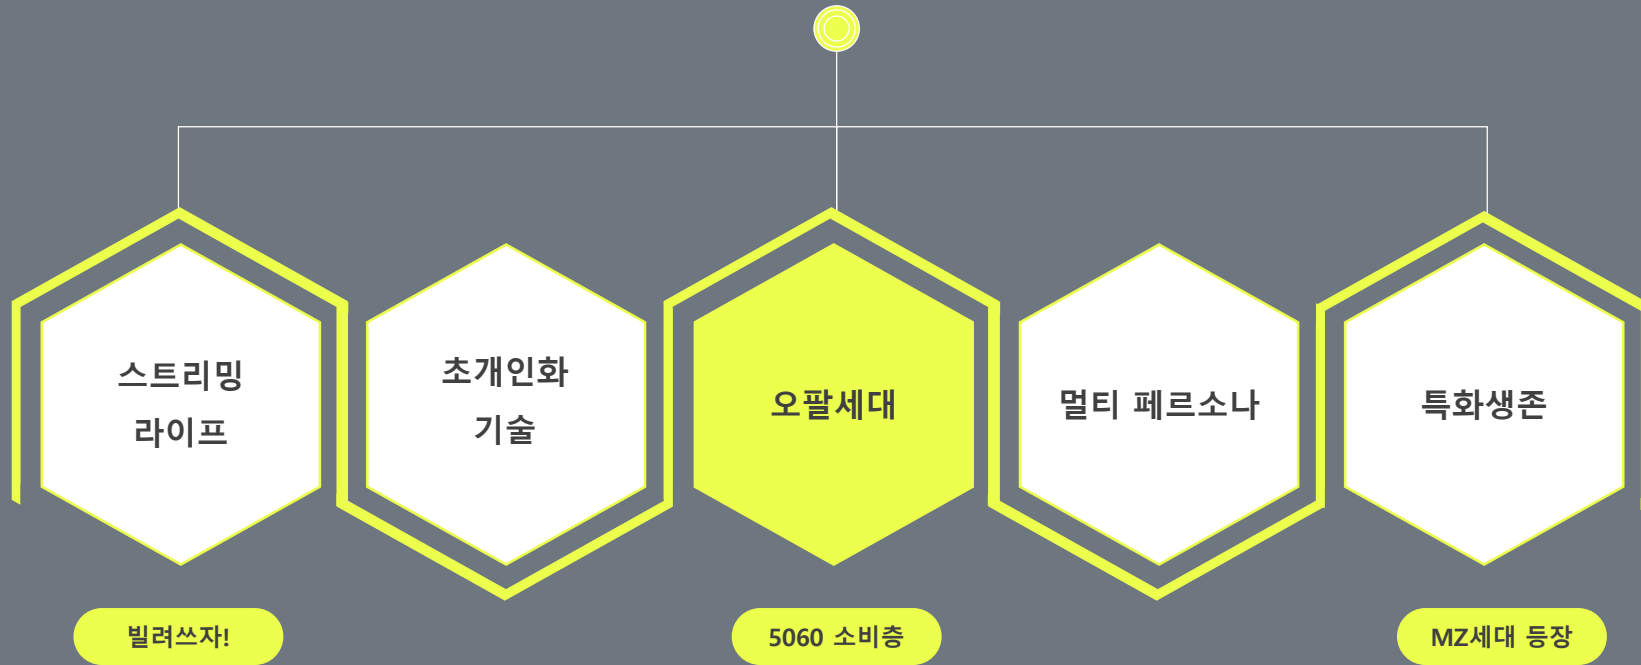 스트리밍
라이프
초개인화
기술
오팔세대
멀티 페르소나
특화생존
빌려쓰자!
5060 소비층
MZ세대 등장